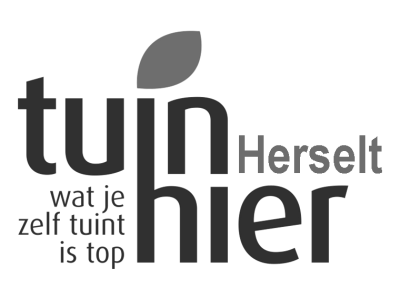 tuin
Herselt
wat je
zelf tuint
is top
hier